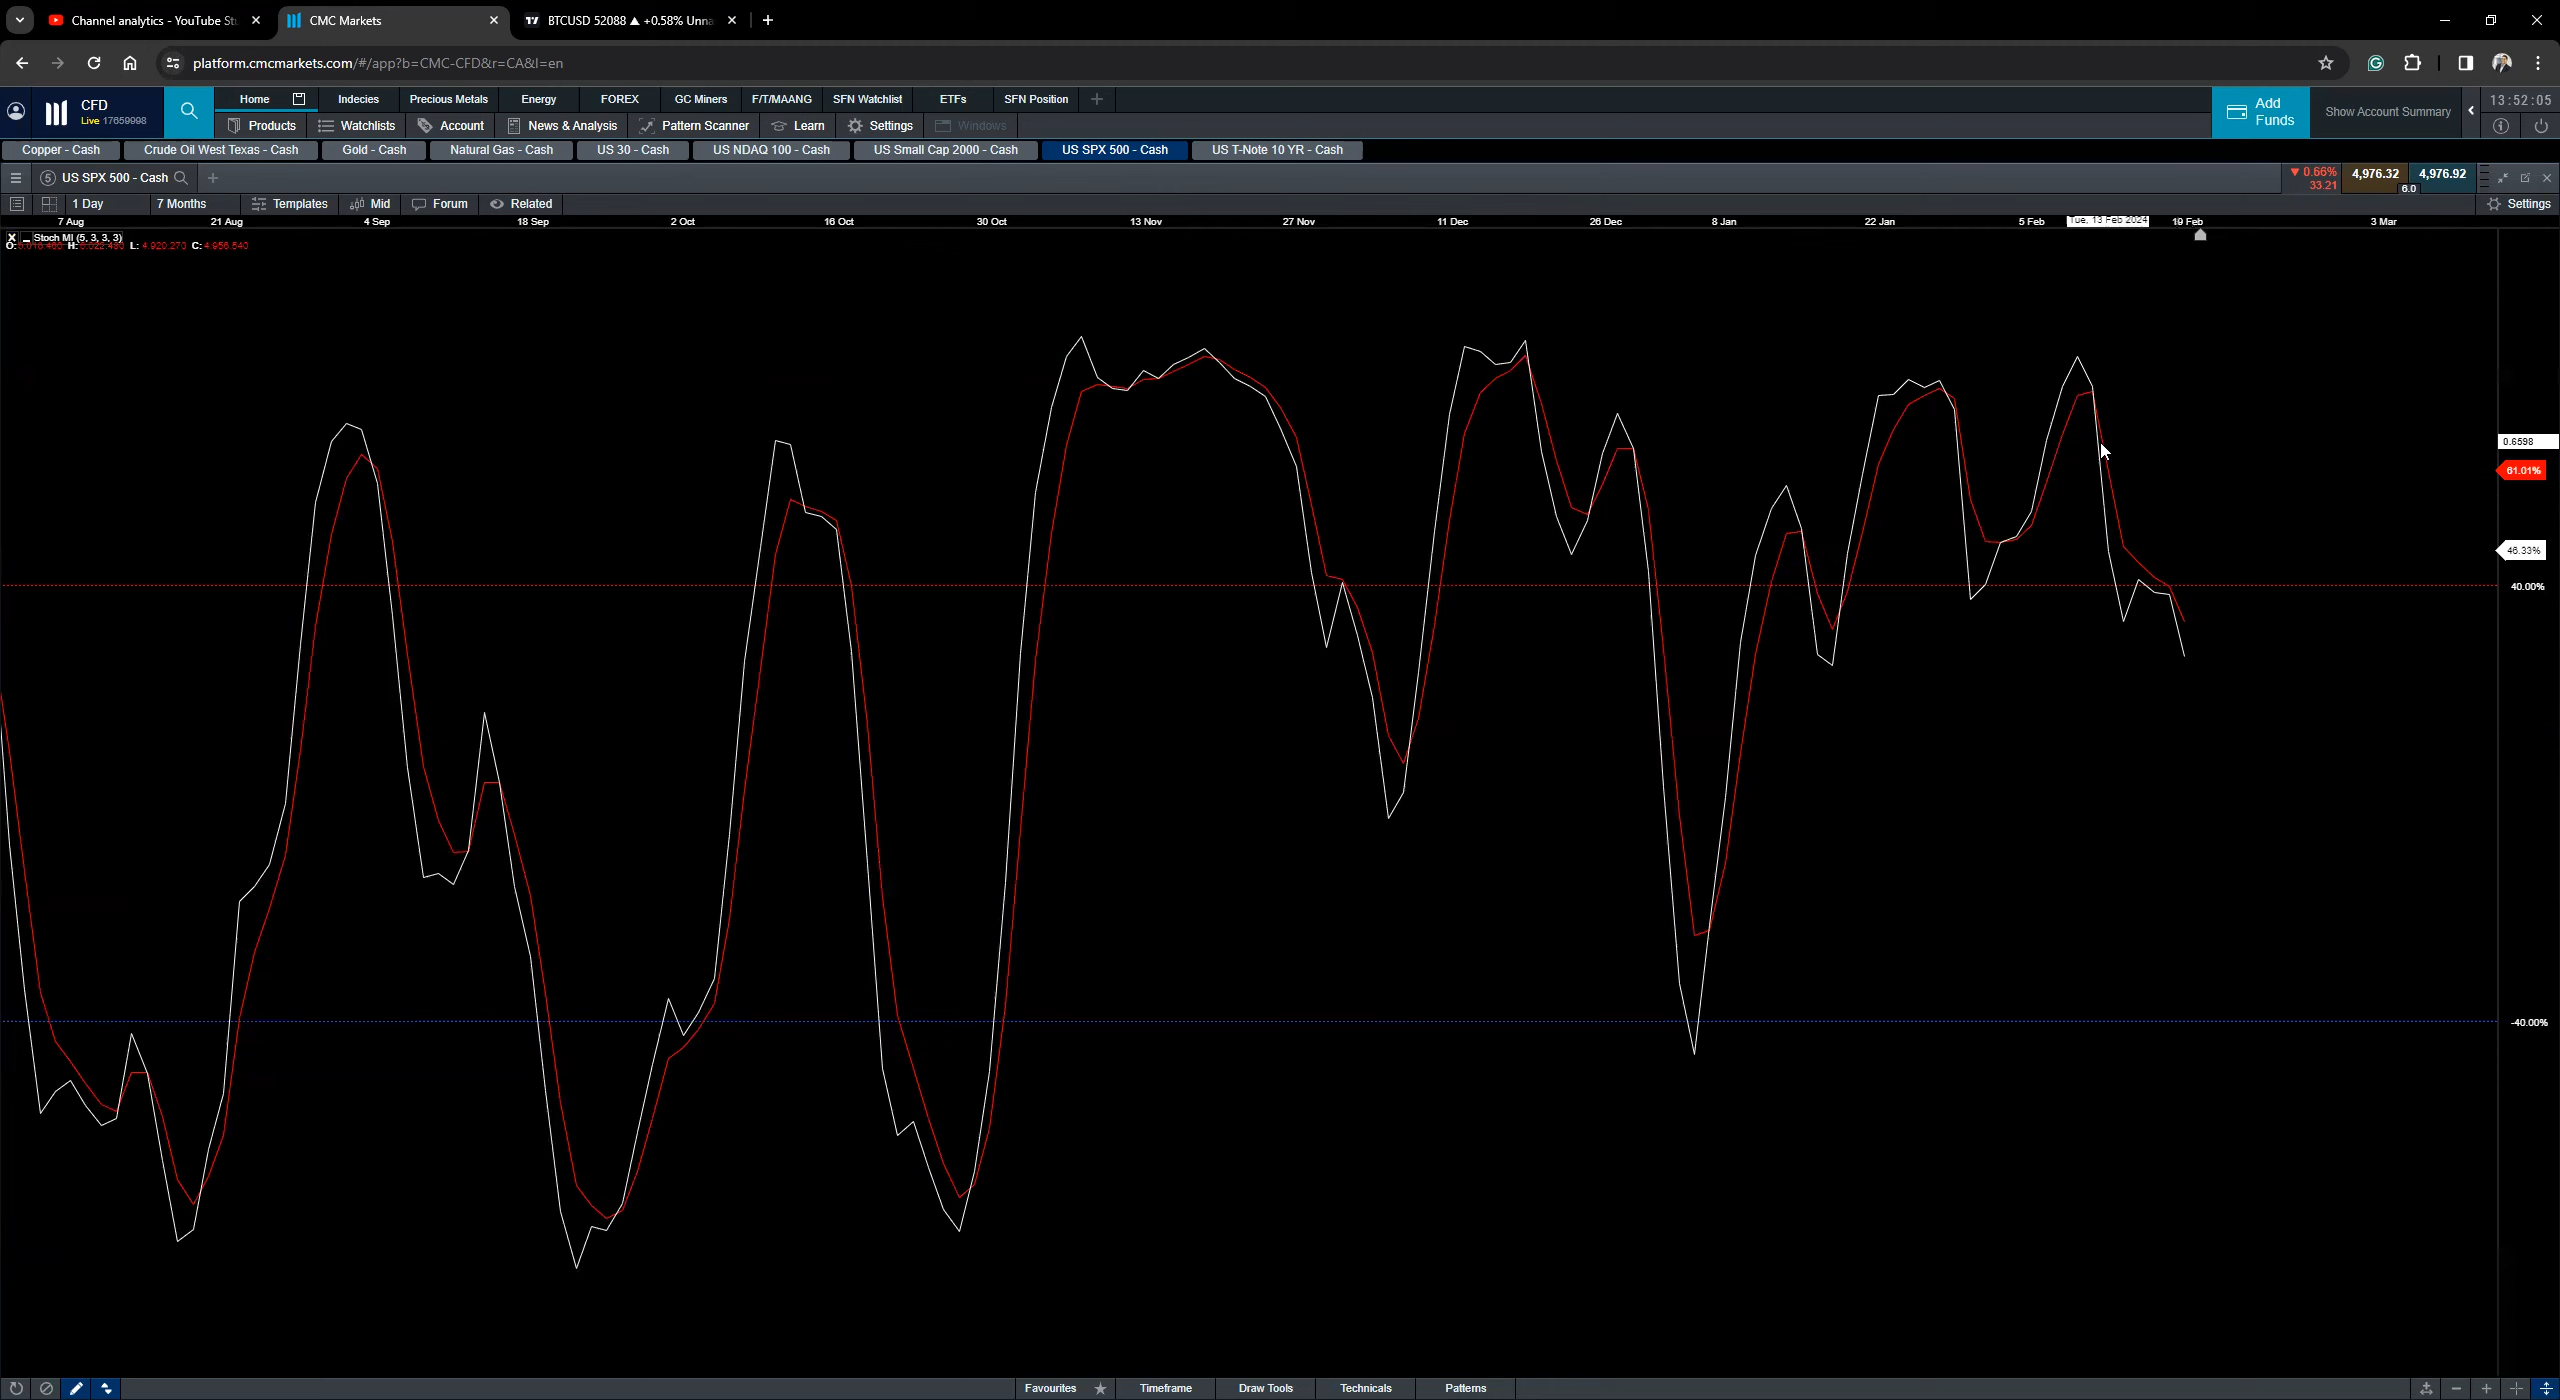 Channel analytics - YouTube St
CMC Markets
BTCUSD 52088 ▲ +0.58% Unna
platform.cmcmarkets.com/#/app?b=CMC-CFD&r=CA&l=en
CFD
Live 17659998
Home
Indecies
Precious Metals
Energy
FOREX
GC Miners
F/T/MAANG
SFN Watchlist
ETFs
SFN Position
Products
Watchlists
Account
News & Analysis
Pattern Scanner
Learn
Settings
Windows
Add Funds
Show Account Summary
13:52:05
Copper - Cash
Crude Oil West Texas - Cash
Gold - Cash
Natural Gas - Cash
US 30 - Cash
US NDAQ 100 - Cash
US Small Cap 2000 - Cash
US SPX 500 - Cash
US T-Note 10 YR - Cash
5 US SPX 500 - Cash
▼ 0.66%
33.21
4,976.32
4,976.92
6.0
1 Day
7 Months
Templates
Mid
Forum
Related
Settings
7 Aug 21 Aug 4 Sep 18 Sep 2 Oct 16 Oct 30 Oct 13 Nov 27 Nov 11 Dec 26 Dec 8 Jan 22 Jan 5 Feb Tue, 13 Feb 2024 19 Feb 3 Mar
Stoch MI (5, 3, 3, 3)
O: H: L: 4,920.270 C: 4,956.540
0.6598
61.01%
46.33%
40.00%
-40.00%
Favourites
Timeframe
Draw Tools
Technicals
Patterns